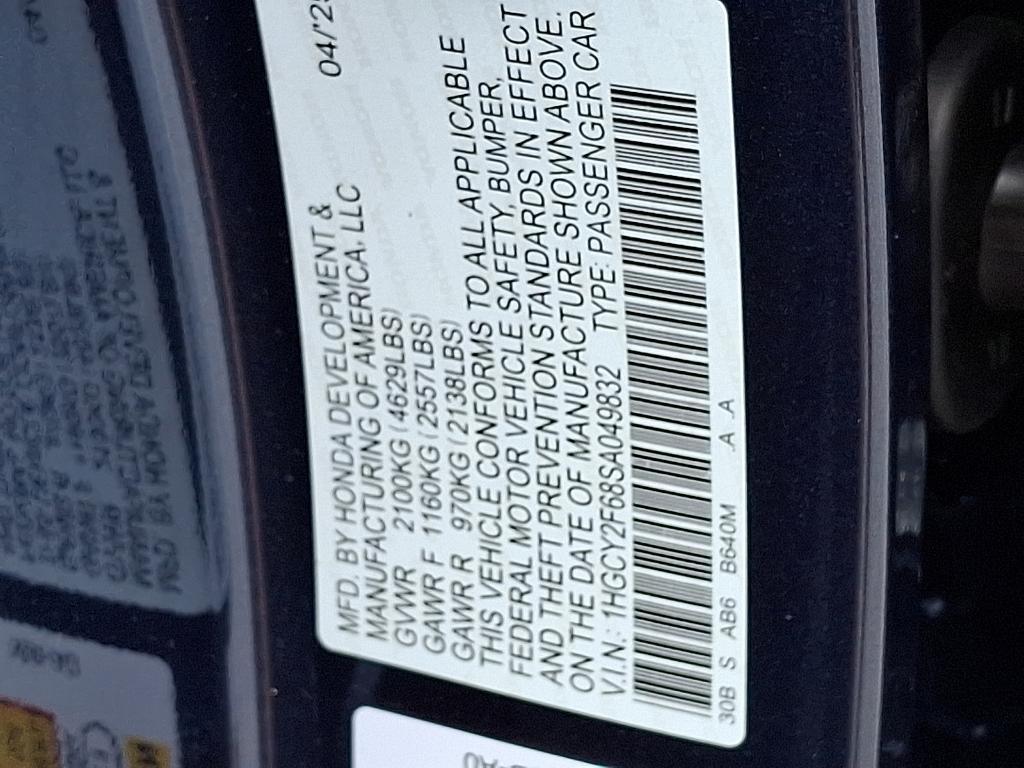 04/'25
MFD. BY HONDA DEVELOPMENT &
MANUFACTURING OF AMERICA, LLC
GVWR 2100KG (4629LBS)
GAWR F 1160KG (2557LBS)
GAWR R 970KG (2138LBS)
THIS VEHICLE CONFORMS TO ALL APPLICABLE
FEDERAL MOTOR VEHICLE SAFETY, BUMPER,
AND THEFT PREVENTION STANDARDS IN EFFECT
ON THE DATE OF MANUFACTURE SHOWN ABOVE.
V.I.N.: 1HGCY2F68SA049832 TYPE: PASSENGER CAR
30B S AB6 B640M .A .A